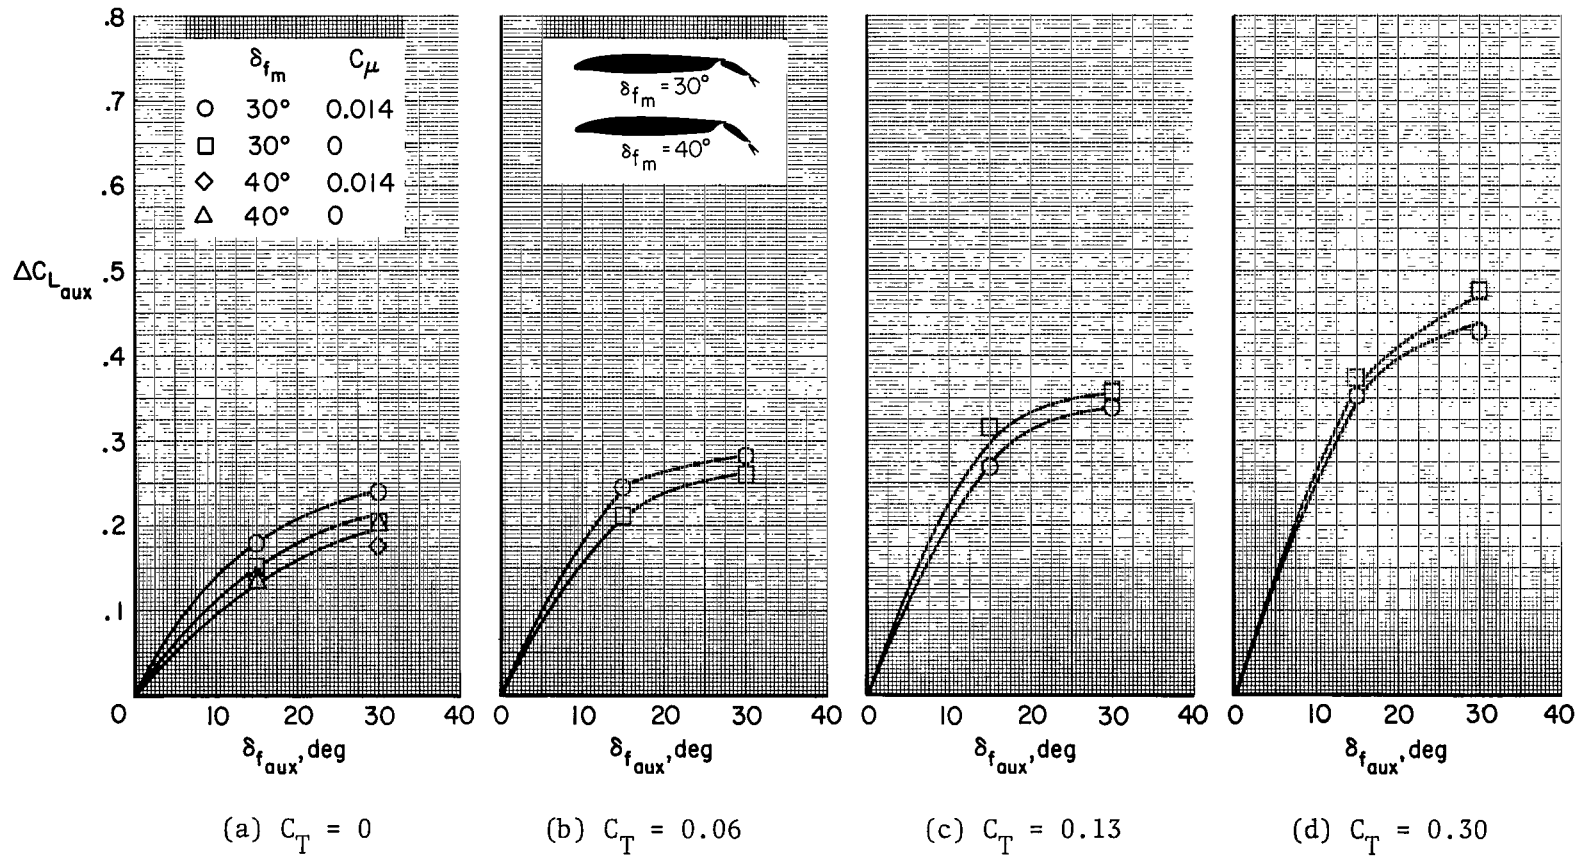 .8
.7
.6
.5
.4
.3
.2
.1
0
ΔC_L_aux
δ_f_m C_μ
○ 30° 0.014
□ 30° 0
◇ 40° 0.014
△ 40° 0
δ_f_m = 30°
δ_f_m = 40°
10 20 30 40
0 10 20 30 40
0 10 20 30 40
0 10 20 30 40
δ_f_aux, deg
δ_f_aux, deg
δ_f_aux, deg
δ_f_aux, deg
(a) C_T = 0
(b) C_T = 0.06
(c) C_T = 0.13
(d) C_T = 0.30